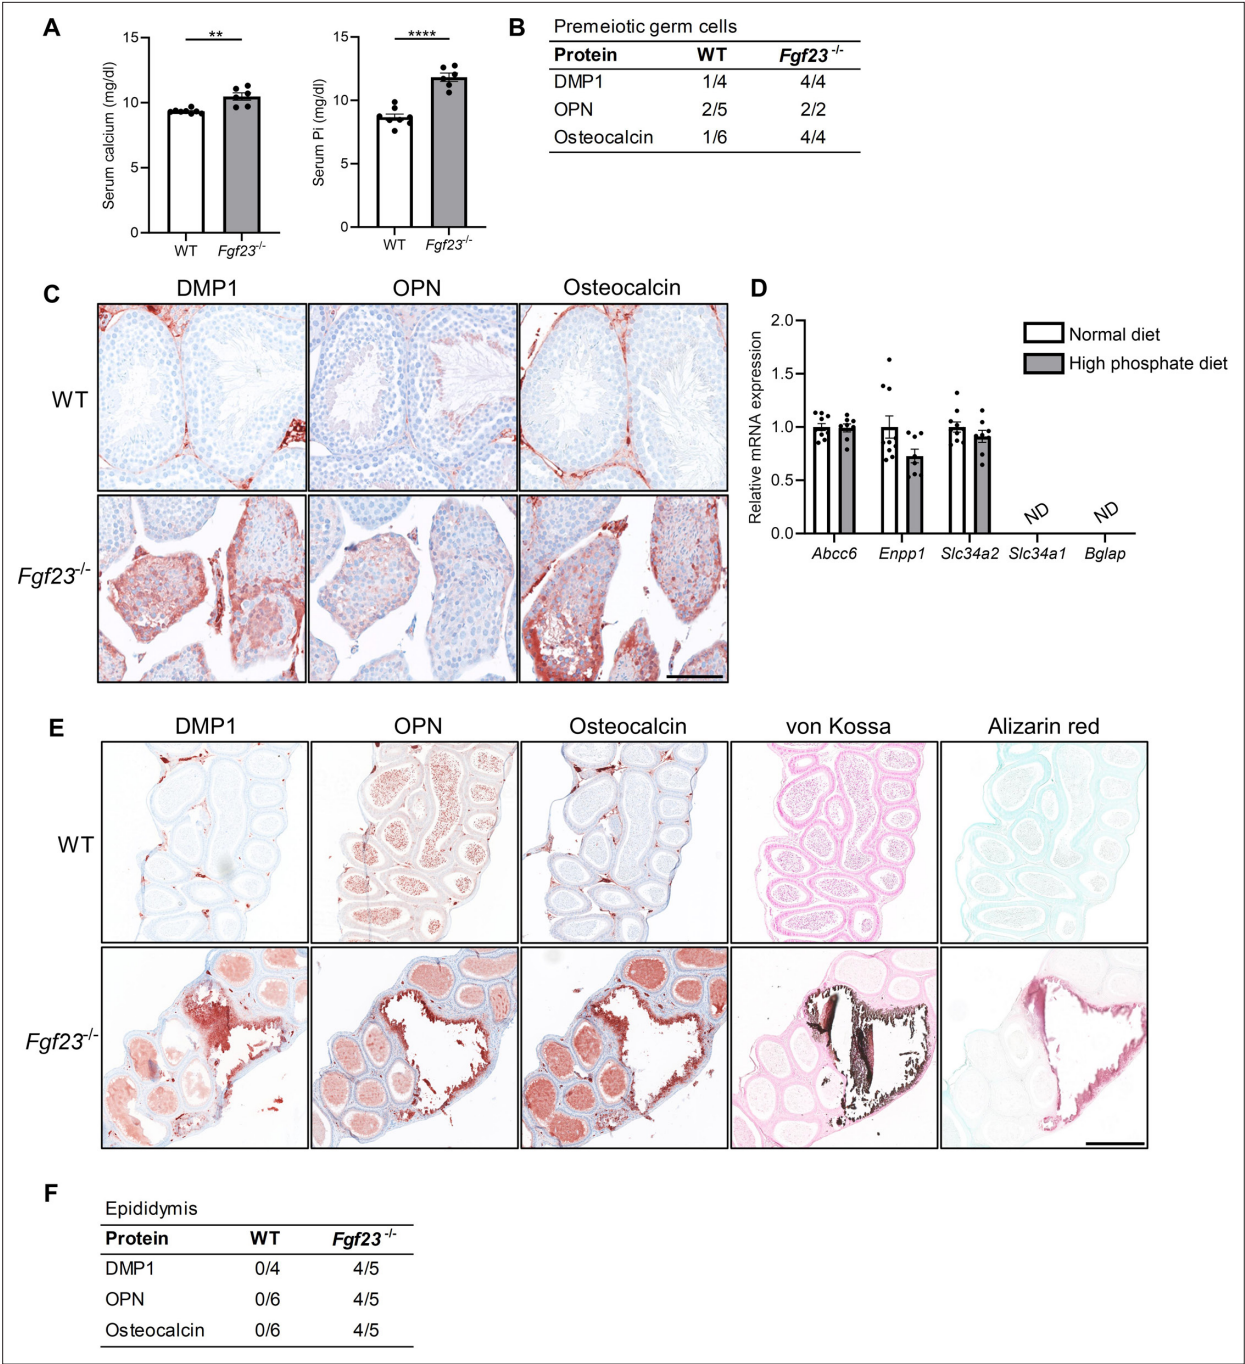 A
15
10
5
0
Serum calcium (mg/dl)
**
WT
Fgf23-/-
15
10
5
0
Serum Pi (mg/dl)
****
WT
Fgf23-/-
B
Premeiotic germ cells
Protein WT Fgf23 -/-
DMP1 1/4 4/4
OPN 2/5 2/2
Osteocalcin 1/6 4/4
C
DMP1 OPN Osteocalcin
WT
Fgf23-/-
D
2.0
1.5
1.0
0.5
0.0
Relative mRNA expression
Normal diet
High phosphate diet
ND
ND
Abcc6 Enpp1 Slc34a2 Slc34a1 Bglap
E
DMP1 OPN Osteocalcin von Kossa Alizarin red
WT
Fgf23-/-
F
Epididymis
Protein WT Fgf23 -/-
DMP1 0/4 4/5
OPN 0/6 4/5
Osteocalcin 0/6 4/5